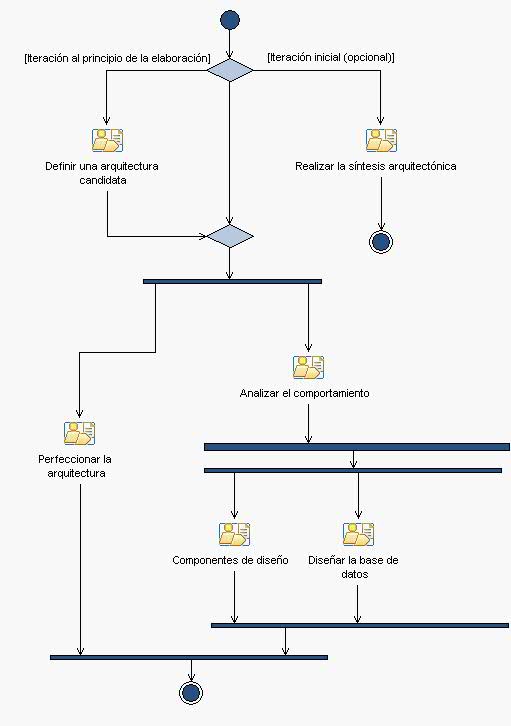 [Iteración al principio de la elaboración]
[Iteración inicial (opcional)]
Definir una arquitectura
candidata
Realizar la síntesis arquitectónica
Analizar el comportamiento
Perfeccionar la
arquitectura
Componentes de diseño
Diseñar la base de
datos